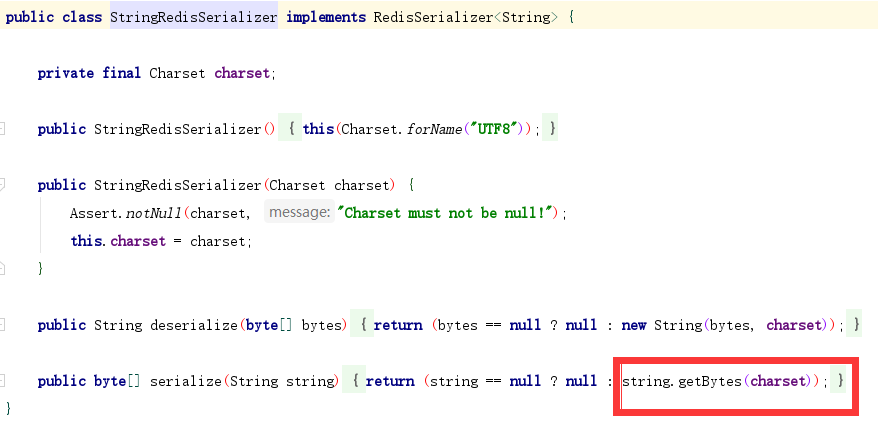 public class StringRedisSerializer implements RedisSerializer<String> {
private final Charset charset;
public StringRedisSerializer() { this(Charset.forName("UTF8")); }
public StringRedisSerializer(Charset charset) {
Assert.notNull(charset, message: "Charset must not be null!");
this.charset = charset;
}
public String deserialize(byte[] bytes) { return (bytes == null ? null : new String(bytes, charset)); }
public byte[] serialize(String string) { return (string == null ? null : string.getBytes(charset)); }
}